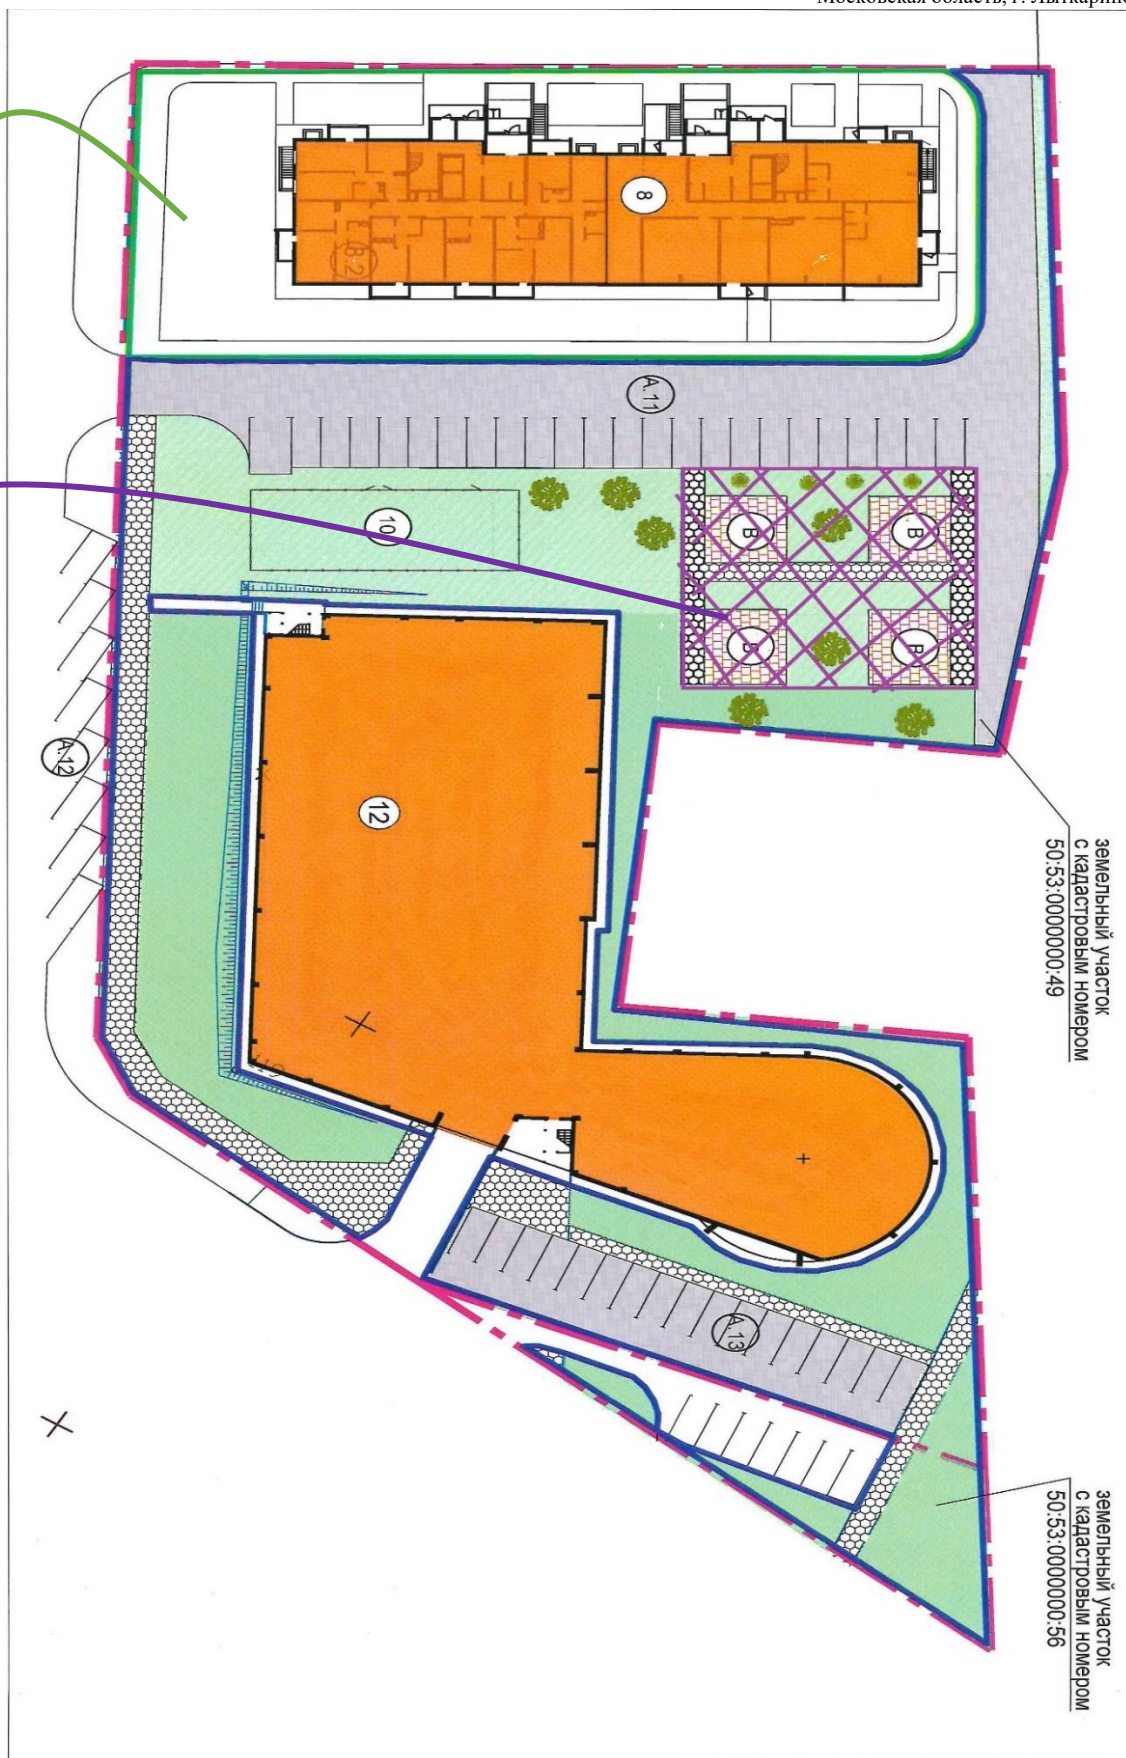 Московская область, г. Лыткарино
8
В.2
А.11
10
В
В
В
В
А.12
12
А.13
земельный участок
с кадастровым номером
50:53:0000000:49
земельный участок
с кадастровым номером
50:53:0000000:56